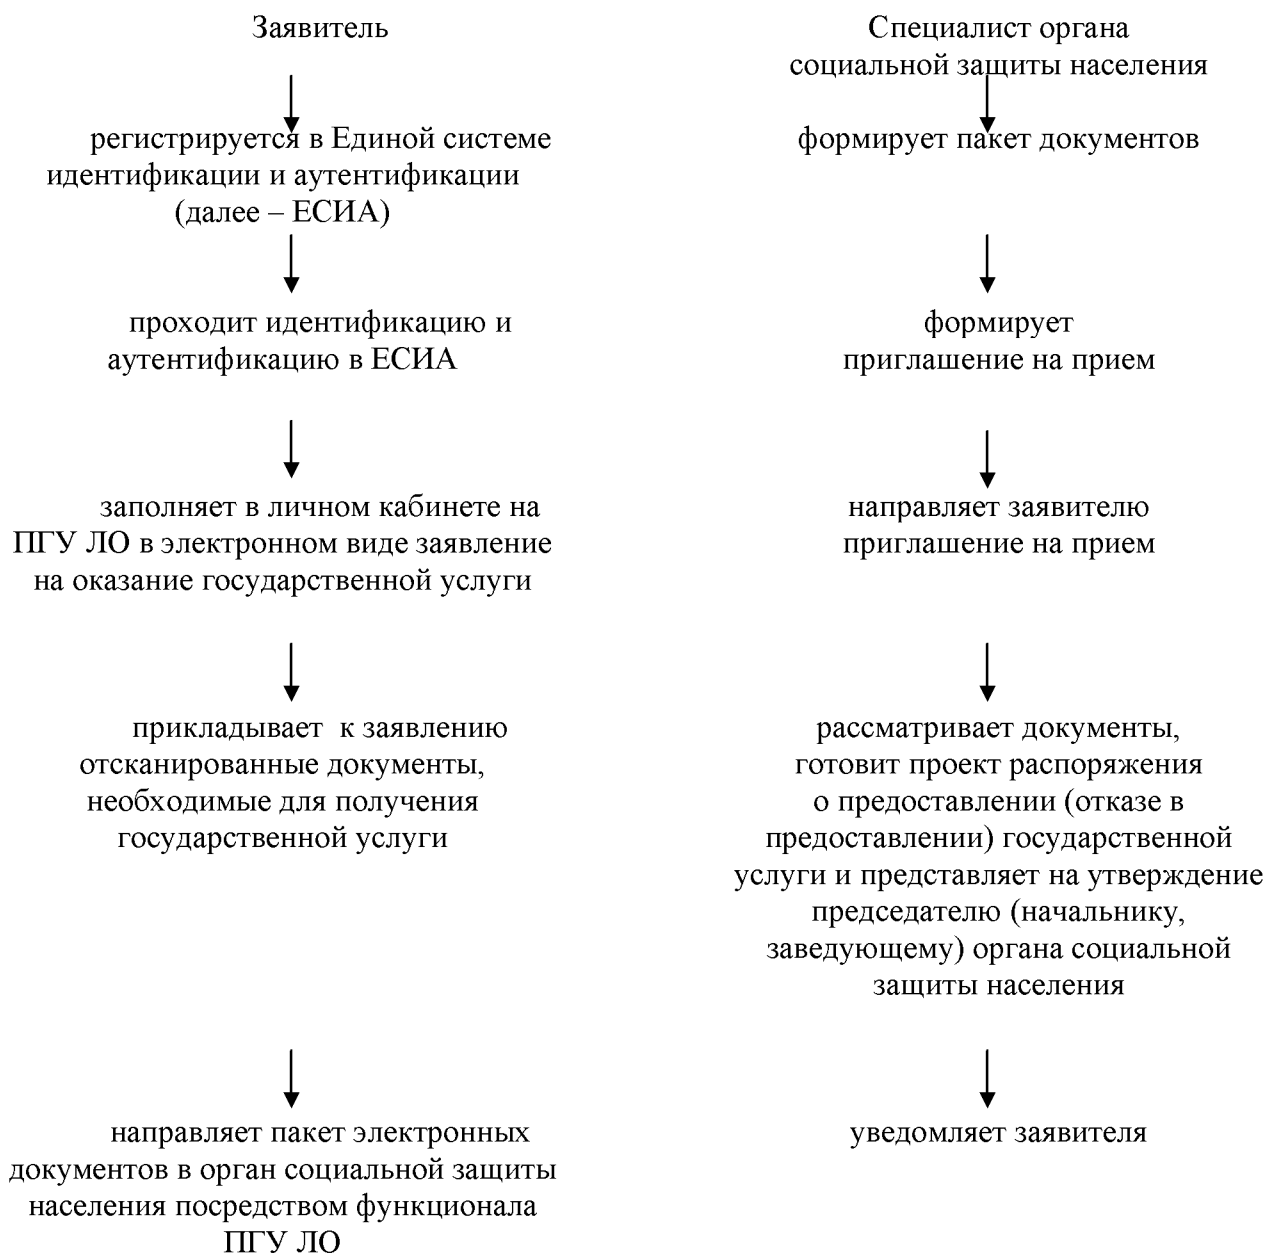 Заявитель
регистрируется в Единой системе
идентификации и аутентификации
(далее – ЕСИА)
проходит идентификацию и
аутентификацию в ЕСИА
заполняет в личном кабинете на
ПГУ ЛО в электронном виде заявление
на оказание государственной услуги
прикладывает к заявлению
отсканированные документы,
необходимые для получения
государственной услуги
направляет пакет электронных
документов в орган социальной защиты
населения посредством функционала
ПГУ ЛО
Специалист органа
социальной защиты населения
формирует пакет документов
формирует
приглашение на прием
направляет заявителю
приглашение на прием
рассматривает документы,
готовит проект распоряжения
о предоставлении (отказе в
предоставлении) государственной
услуги и представляет на утверждение
председателю (начальнику,
заведующему) органа социальной
защиты населения
уведомляет заявителя